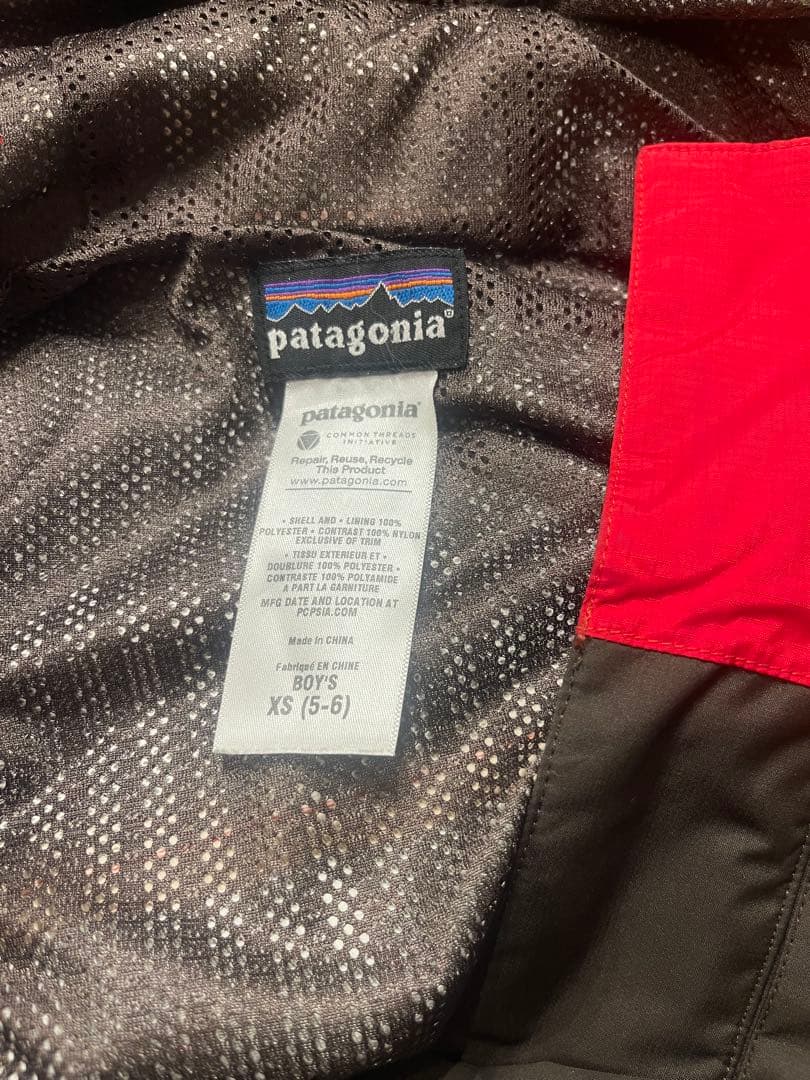 patagonia®
patagonia®
COMMON THREADS
INITIATIVE
Repair, Reuse, Recycle
This Product
www.patagonia.com
• SHELL AND • LINING 100%
POLYESTER • CONTRAST 100% NYLON
EXCLUSIVE OF TRIM
• TISSU EXTERIEUR ET •
DOUBLURE 100% POLYESTER •
CONTRASTE 100% POLYAMIDE
A PART LA GARNITURE
MFG DATE AND LOCATION AT
PCPSIA.COM
Made in CHINA
Fabriqué EN CHINE
BOY'S
XS (5-6)